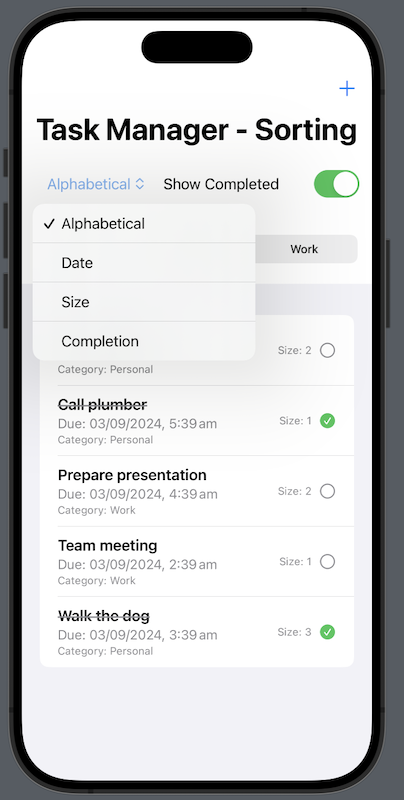 Task Manager - Sorting
Alphabetical Show Completed
Alphabetical
Date
Work
Size
Completion
Size: 2
Category: Personal
Call plumber
Size: 1
Due: 03/09/2024, 5:39 am
Category: Personal
Prepare presentation
Due: 03/09/2024, 4:39 am
Size: 2
Category: Work
Team meeting
Due: 03/09/2024, 2:39 am
Size: 1
Category: Work
Walk the dog
Due: 03/09/2024, 3:39 am
Size: 3
Category: Personal